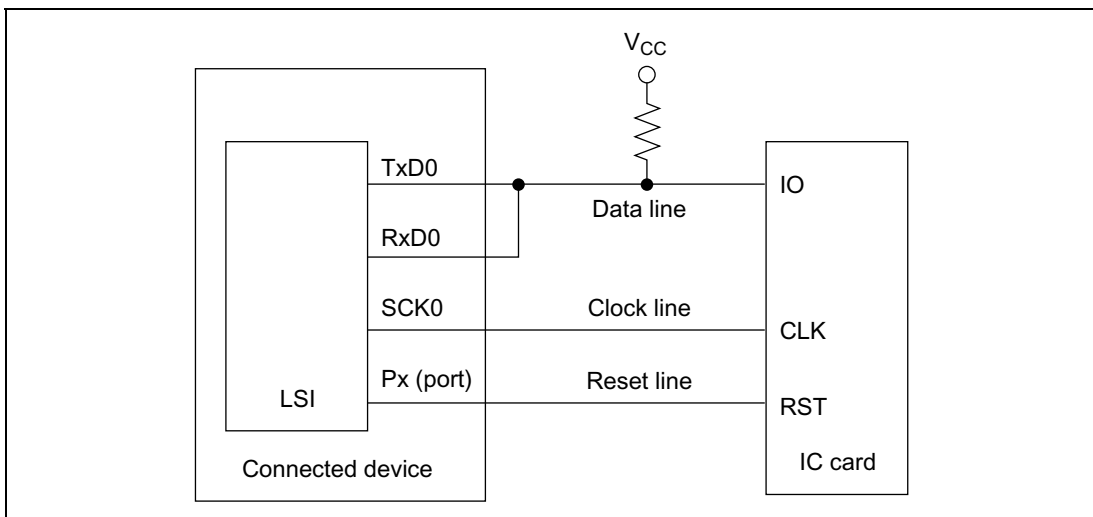 VCC
TxD0
IO
Data line
RxD0
SCK0
Clock line
CLK
Px (port)
Reset line
LSI
RST
Connected device
IC card